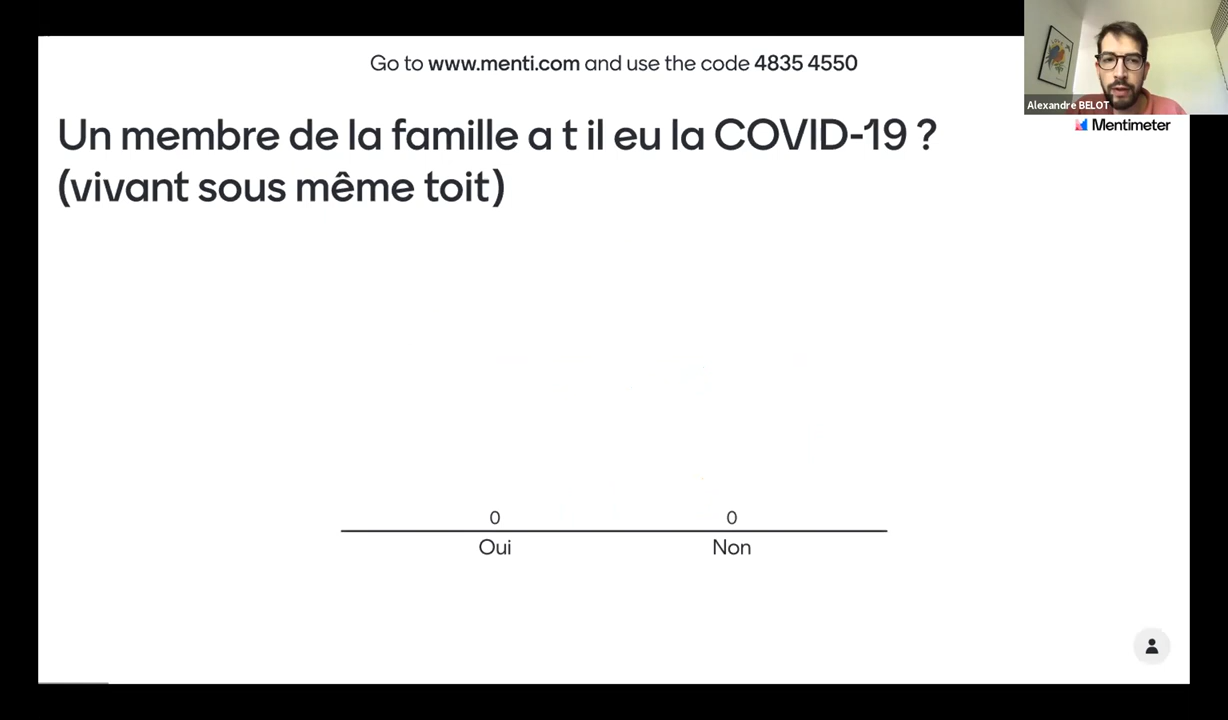 Go to www.menti.com and use the code 4835 4550
Alexandre BELOT
Mentimeter
Un membre de la famille a t il eu la COVID-19 ?
(vivant sous même toit)
0 0
Oui Non